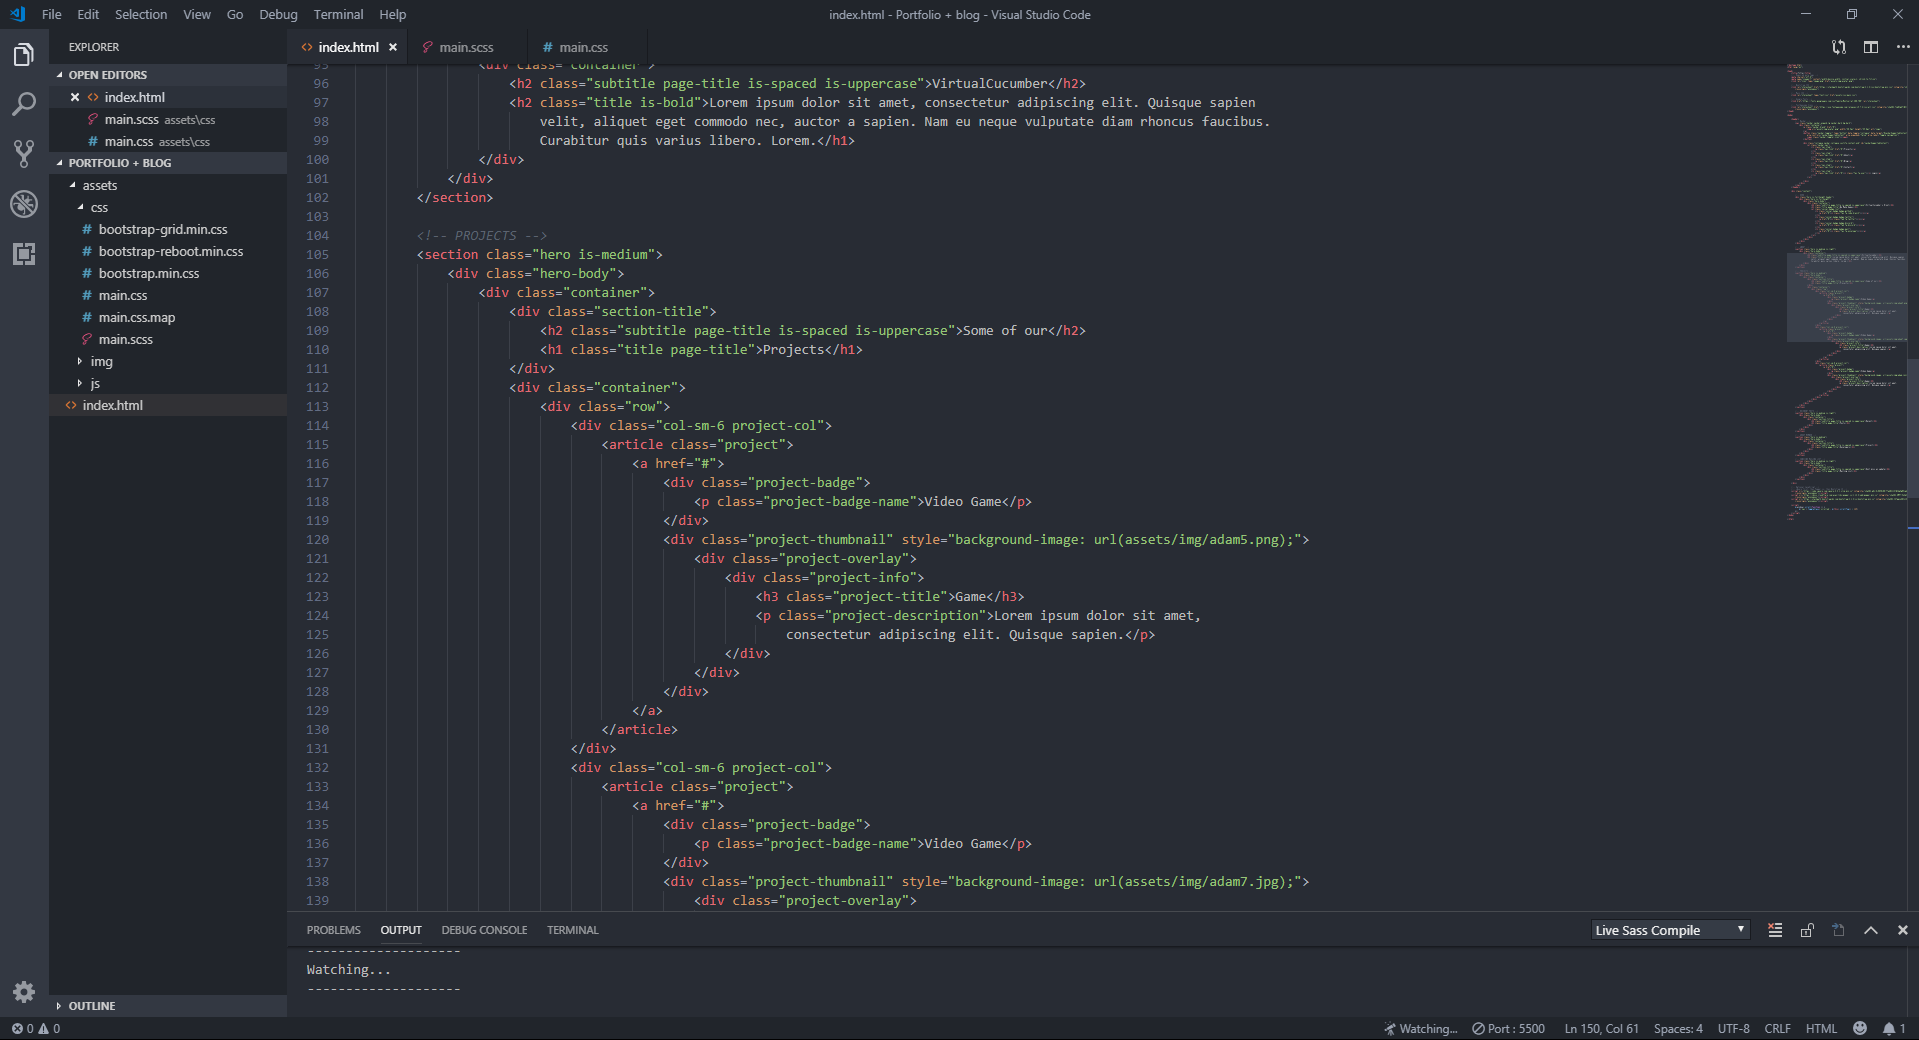 File Edit Selection View Go Debug Terminal Help
index.html - Portfolio + blog - Visual Studio Code
EXPLORER
OPEN EDITORS
index.html
main.scss assets\css
main.css assets\css
PORTFOLIO + BLOG
assets
css
bootstrap-grid.min.css
bootstrap-reboot.min.css
bootstrap.min.css
main.css
main.css.map
main.scss
img
js
index.html
OUTLINE
index.html main.scss main.css
95 <div class="container">
96 <h2 class="subtitle page-title is-spaced is-uppercase">VirtualCucumber</h2>
97 <h2 class="title is-bold">Lorem ipsum dolor sit amet, consectetur adipiscing elit. Quisque sapien
98 velit, aliquet eget commodo nec, auctor a sapien. Nam eu neque vulputate diam rhoncus faucibus.
99 Curabitur quis varius libero. Lorem.</h1>
100 </div>
101 </div>
102 </section>
103
104 <!-- PROJECTS -->
105 <section class="hero is-medium">
106 <div class="hero-body">
107 <div class="container">
108 <div class="section-title">
109 <h2 class="subtitle page-title is-spaced is-uppercase">Some of our</h2>
110 <h1 class="title page-title">Projects</h1>
111 </div>
112 <div class="container">
113 <div class="row">
114 <div class="col-sm-6 project-col">
115 <article class="project">
116 <a href="#">
117 <div class="project-badge">
118 <p class="project-badge-name">Video Game</p>
119 </div>
120 <div class="project-thumbnail" style="background-image: url(assets/img/adam5.png);">
121 <div class="project-overlay">
122 <div class="project-info">
123 <h3 class="project-title">Game</h3>
124 <p class="project-description">Lorem ipsum dolor sit amet,
125 consectetur adipiscing elit. Quisque sapien.</p>
126 </div>
127 </div>
128 </div>
129 </a>
130 </article>
131 </div>
132 <div class="col-sm-6 project-col">
133 <article class="project">
134 <a href="#">
135 <div class="project-badge">
136 <p class="project-badge-name">Video Game</p>
137 </div>
138 <div class="project-thumbnail" style="background-image: url(assets/img/adam7.jpg);">
139 <div class="project-overlay">
PROBLEMS OUTPUT DEBUG CONSOLE TERMINAL
Live Sass Compile
--------------------
Watching...
--------------------
0 0
Watching... Port : 5500 Ln 150, Col 61 Spaces: 4 UTF-8 CRLF HTML 1